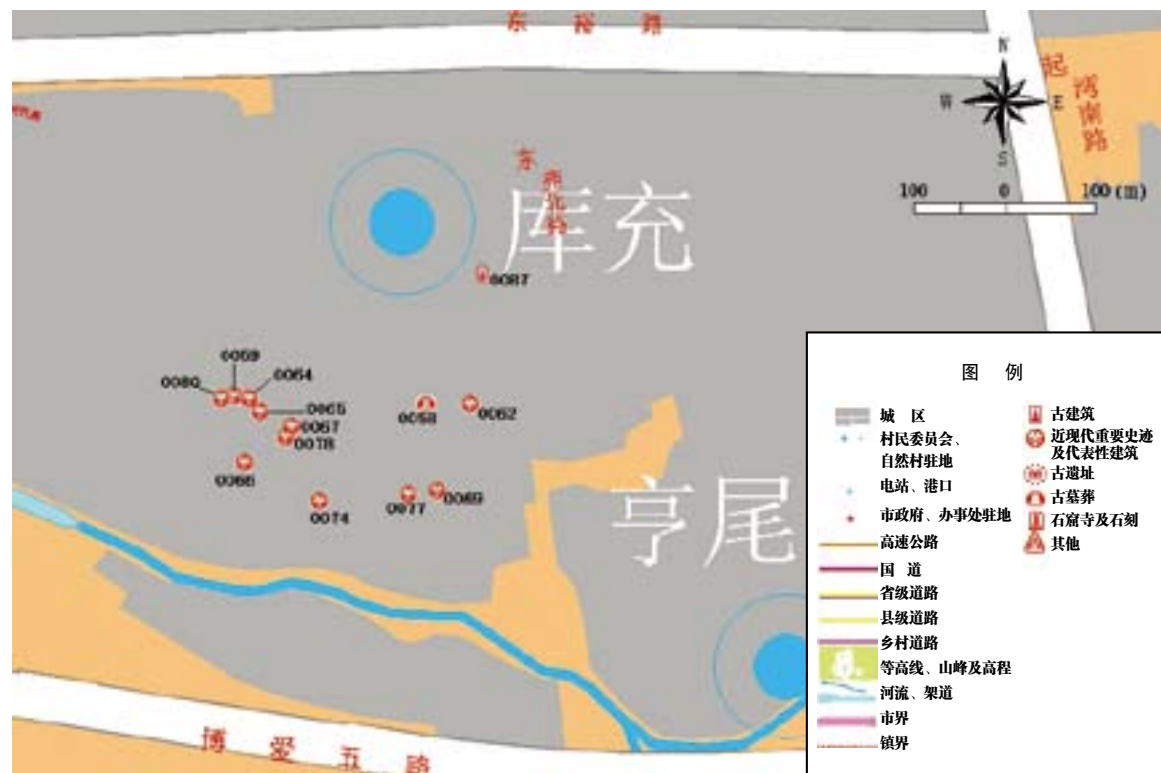 东裕路
起湾南路
N
W E
S
100 0 100(m)
库充
0087
0059
0064
0080
0065
0067
0078
0058
0062
0066
0074
0077
0069
亨尾
博爱五路
图 例
城 区
村民委员会、
自然村驻地
电站、港口
市政府、办事处驻地
高速公路
国 道
省级道路
县级道路
乡村道路
等高线、山峰及高程
河流、架道
市界
镇界
古建筑
近现代重要史迹
及代表性建筑
古遗址
古墓葬
石窟寺及石刻
其他